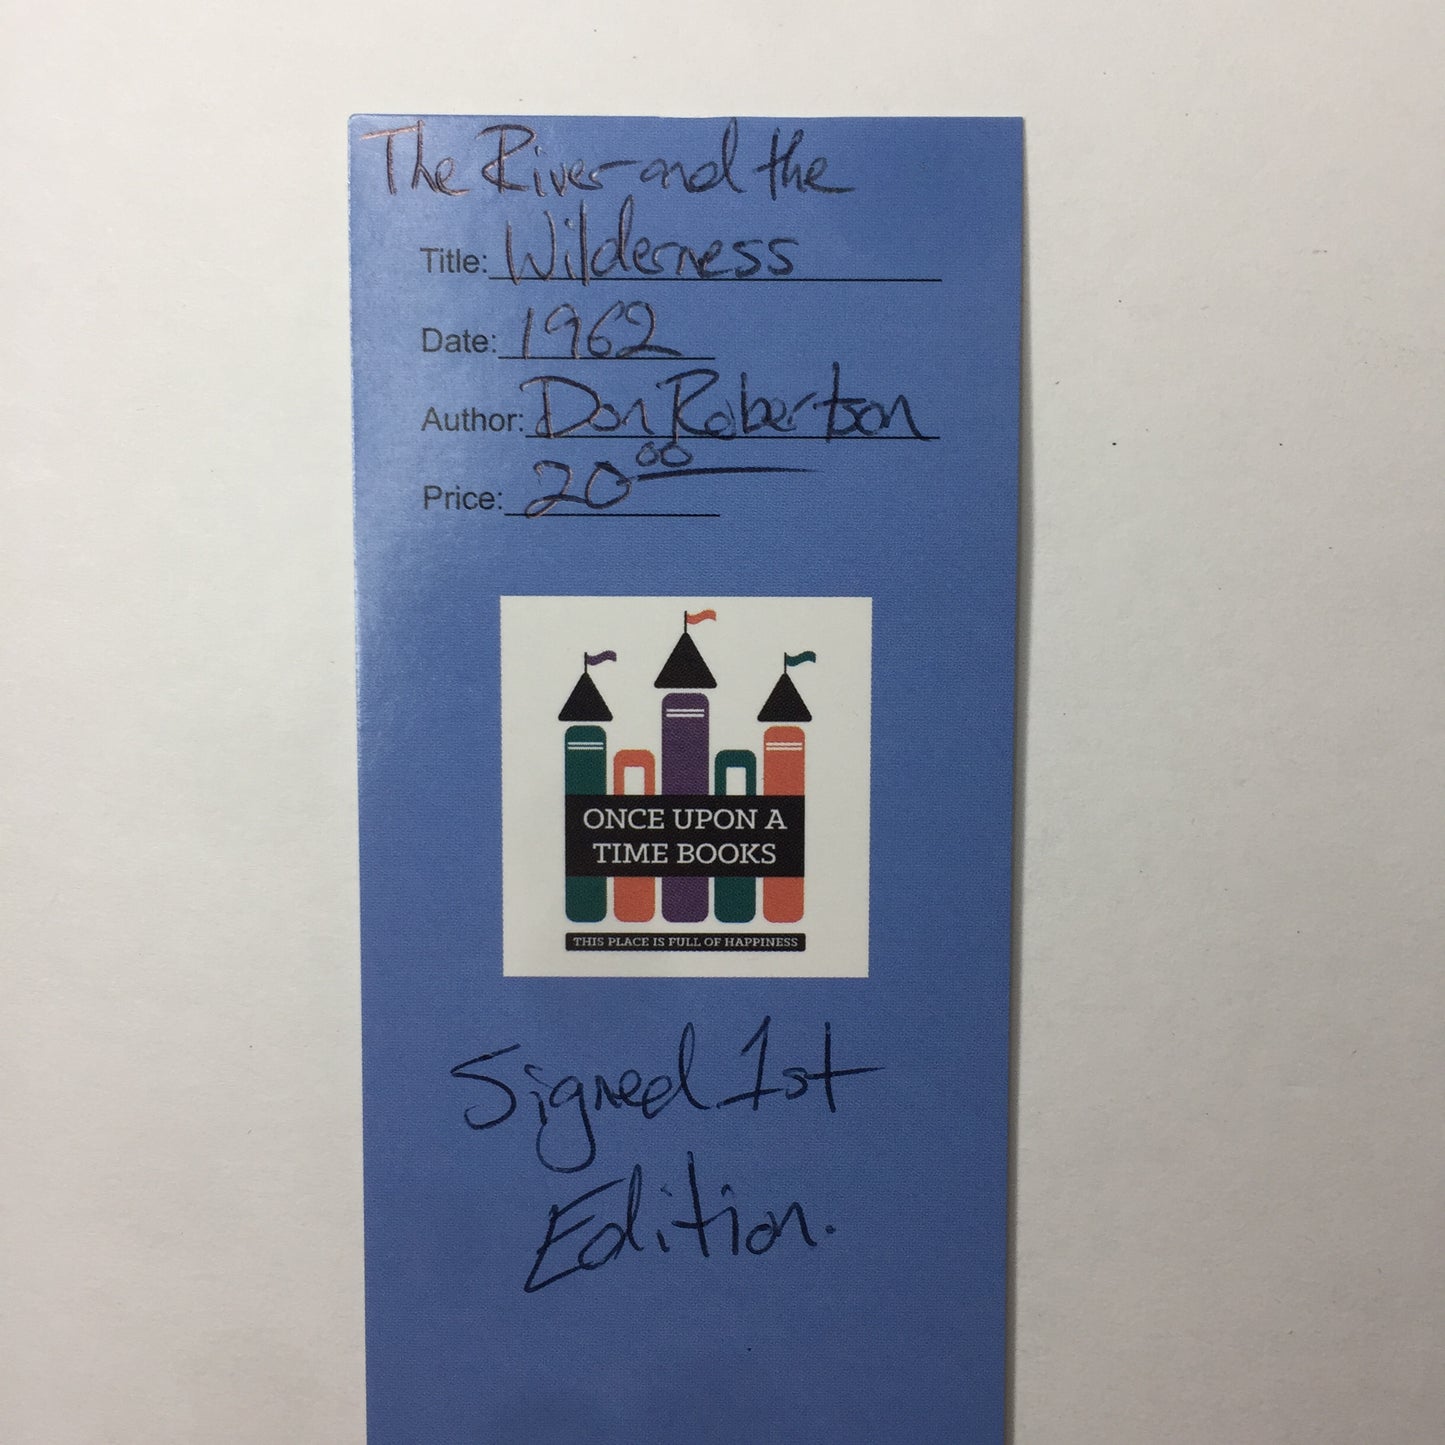 The River and the
Title: Wilderness
Date: 1962
Author: Don Robertson
Price: 20 00
ONCE UPON A
TIME BOOKS
THIS PLACE IS FULL OF HAPPINESS
Signed 1st
Edition.